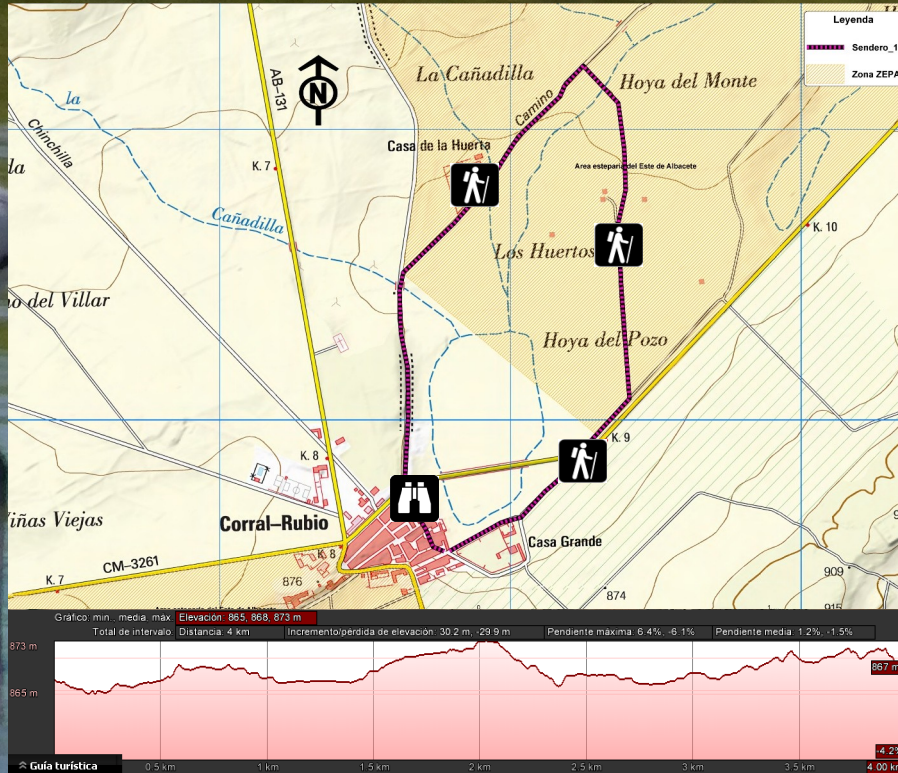 Leyenda
Sendero_1
Zona ZEPA
N
La Cañadilla
Hoya del Monte
AB-131
la
Chinchilla
Camino
Casa de la Huerta
K. 7
Area esteparia del Este de Albacete
la
Cañadilla
K. 10
Los Huertos
no del Villar
Hoya del Pozo
K. 9
K. 8
Viñas Viejas
Corral-Rubio
Casa Grande
K. 8
CM-3261
909
K. 7
876
874
915
Gráfico: min., media, máx. Elevación: 865, 868, 873 m
Total de intervalo: Distancia: 4 km Incremento/pérdida de elevación: 30.2 m, -29.9 m Pendiente máxima: 6.4%, -6.1% Pendiente media: 1.2%, -1.5%
873 m
867 m
865 m
-4.2%
Guía turística 0.5 km 1 km 1.5 km 2 km 2.5 km 3 km 3.5 km 4.00 km